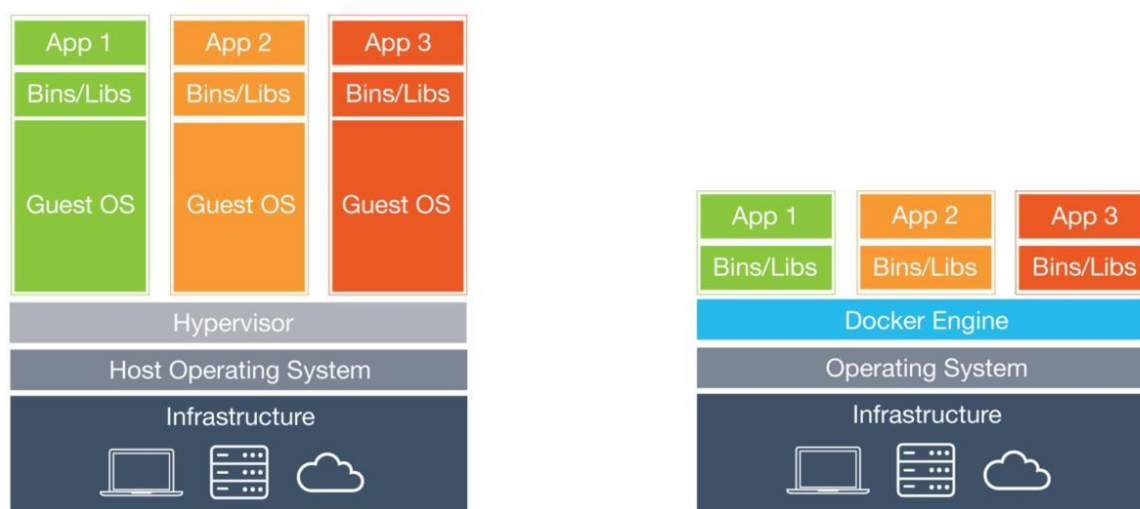 App 1
App 2
App 3
Bins/Libs
Bins/Libs
Bins/Libs
Guest OS
Guest OS
Guest OS
Hypervisor
Host Operating System
Infrastructure
App 1
App 2
App 3
Bins/Libs
Bins/Libs
Bins/Libs
Docker Engine
Operating System
Infrastructure